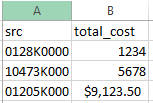 A B
src total_cost
0128K0000 1234
10473K000 5678
01205K000 $9,123.50